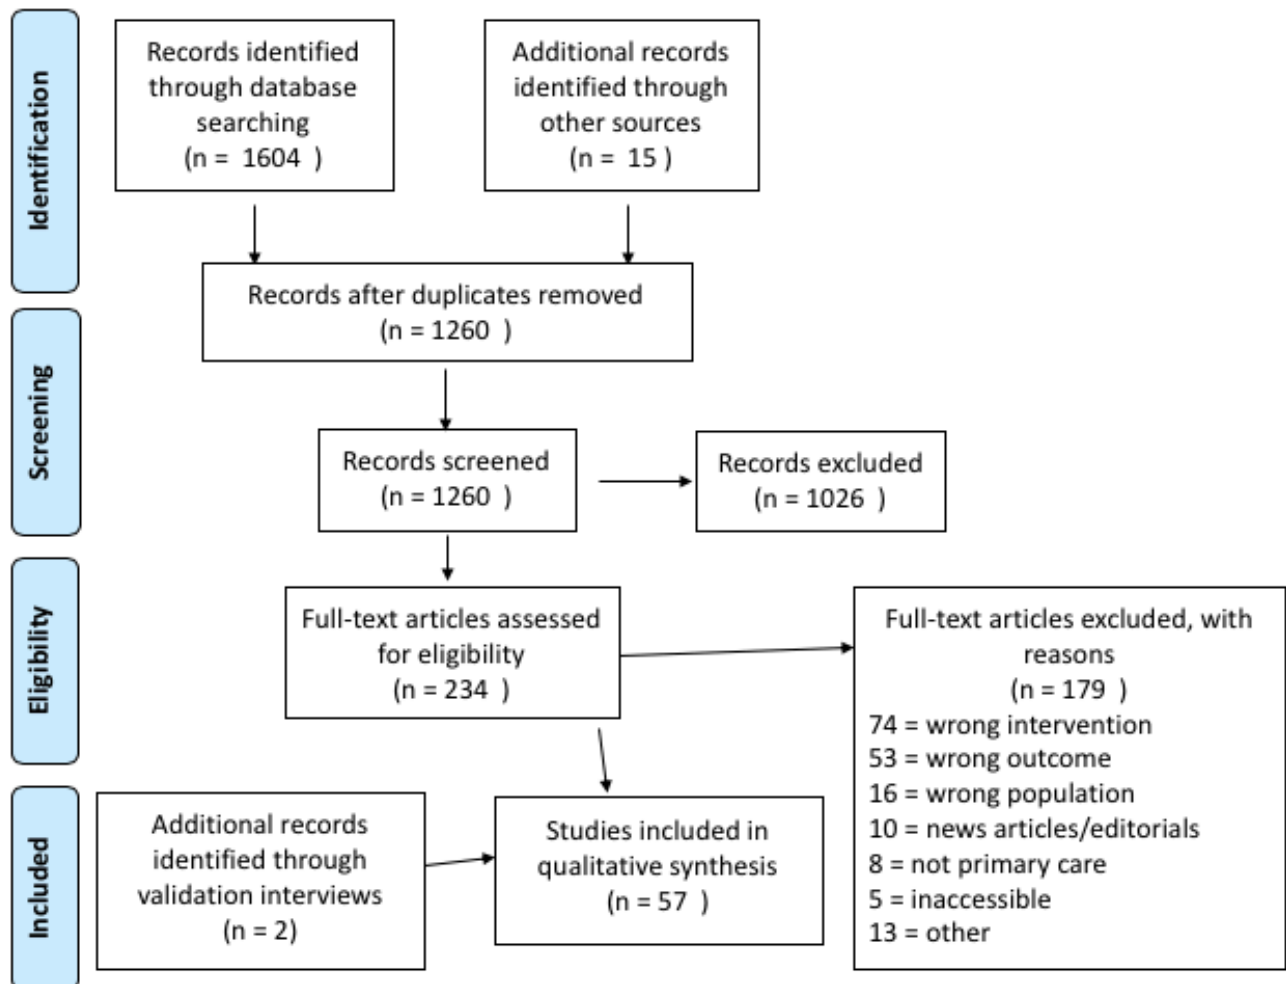 Identification
Records identified
through database
searching
(n =  1604  )
Additional records
identified through
other sources
(n =  15 )
Records after duplicates removed
(n = 1260  )
Screening
Records screened
(n = 1260  )
Records excluded
(n = 1026  )
Eligibility
Full-text articles assessed
for eligibility
(n = 234  )
Full-text articles excluded, with
reasons
(n = 179  )
74 = wrong intervention
53 = wrong outcome
16 = wrong population
10 = news articles/editorials
8 = not primary care
5 = inaccessible
13 = other
Included
Additional records
identified through
validation interviews
(n = 2)
Studies included in
qualitative synthesis
(n = 57  )